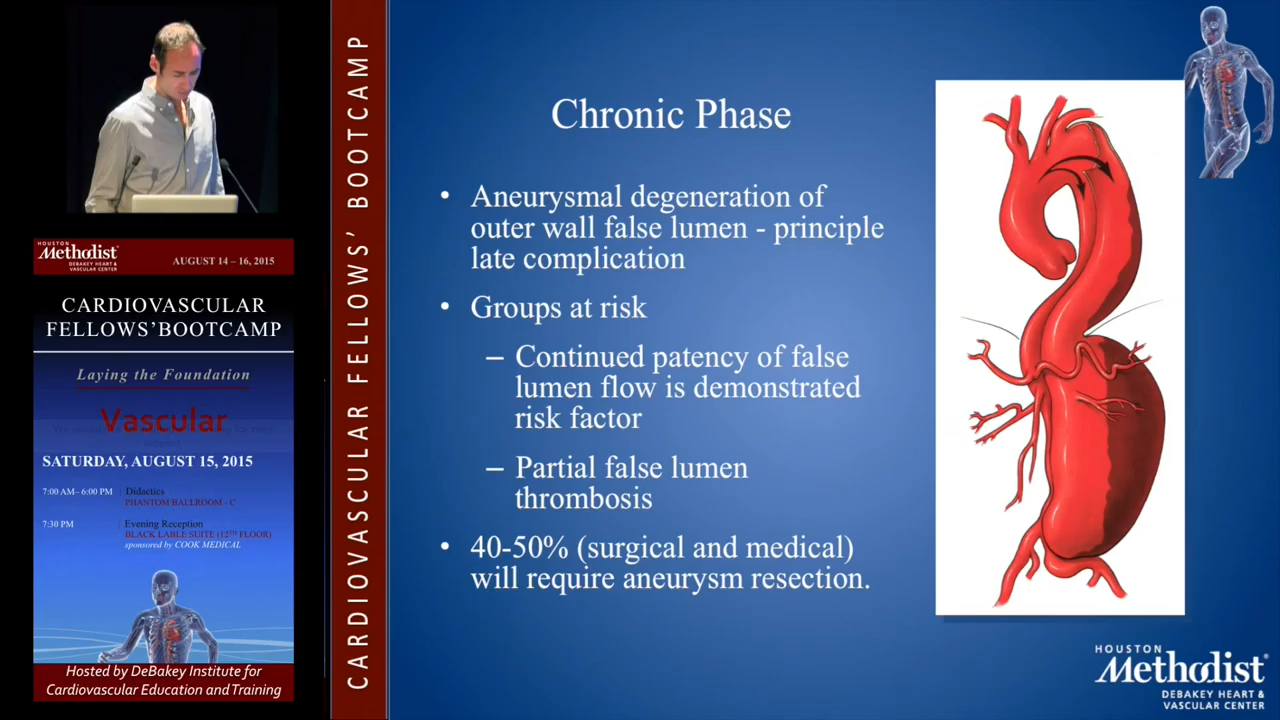 HOUSTON
Methodist
DEBAKEY HEART &
VASCULAR CENTER
AUGUST 14 – 16, 2015
CARDIOVASCULAR
FELLOWS’BOOTCAMP
Laying the Foundation
Vascular
SATURDAY, AUGUST 15, 2015
7:00 AM– 6:00 PM
Didactics
PHANTOM BALLROOM - C
7:30 PM
Evening Reception
BLACK LABLE SUITE (12TH FLOOR)
sponsored by COOK MEDICAL
Hosted by DeBakey Institute for
Cardiovascular Education and Training
CARDIOVASCULAR FELLOWS’ BOOTCAMP
Chronic Phase
• Aneurysmal degeneration of
outer wall false lumen - principle
late complication
• Groups at risk
– Continued patency of false
lumen flow is demonstrated
risk factor
– Partial false lumen
thrombosis
• 40-50% (surgical and medical)
will require aneurysm resection.
HOUSTON
Methodist®
DEBAKEY HEART &
VASCULAR CENTER